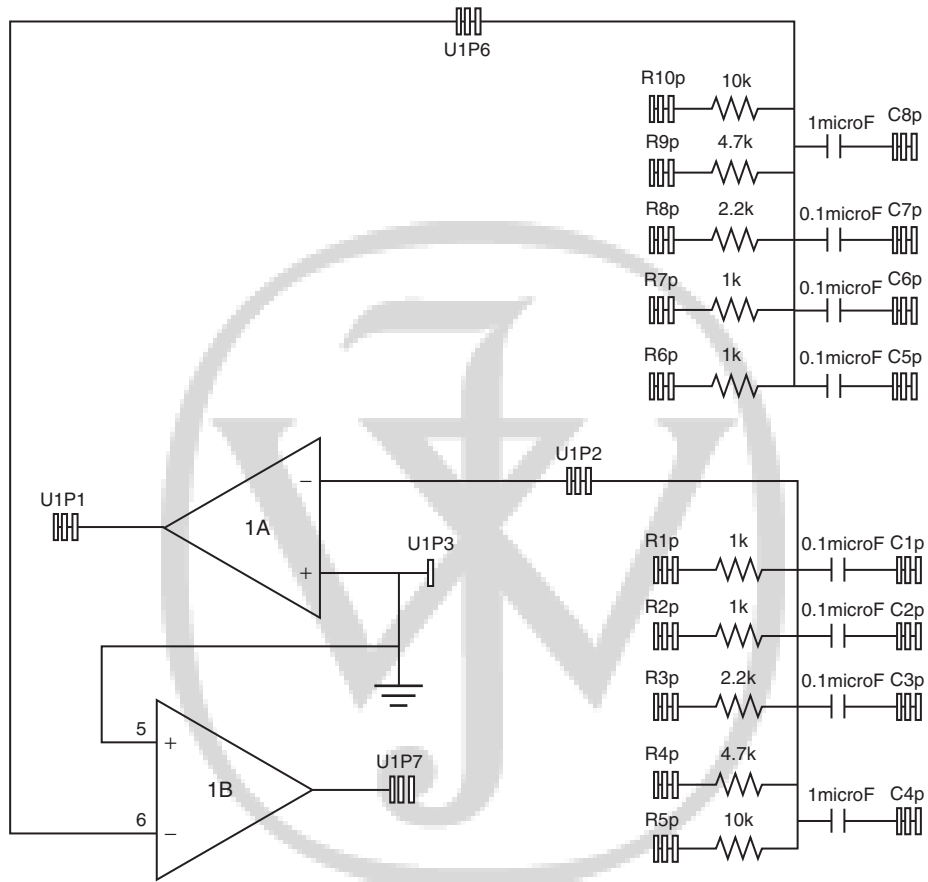 U1P6
R10p 10k
1microF C8p
R9p 4.7k
R8p 2.2k 0.1microF C7p
R7p 1k 0.1microF C6p
R6p 1k 0.1microF C5p
U1P2
U1P1
1A
−
+
U1P3
R1p 1k 0.1microF C1p
R2p 1k 0.1microF C2p
R3p 2.2k 0.1microF C3p
5
+
1B
U1P7
R4p 4.7k
6
−
1microF C4p
R5p 10k